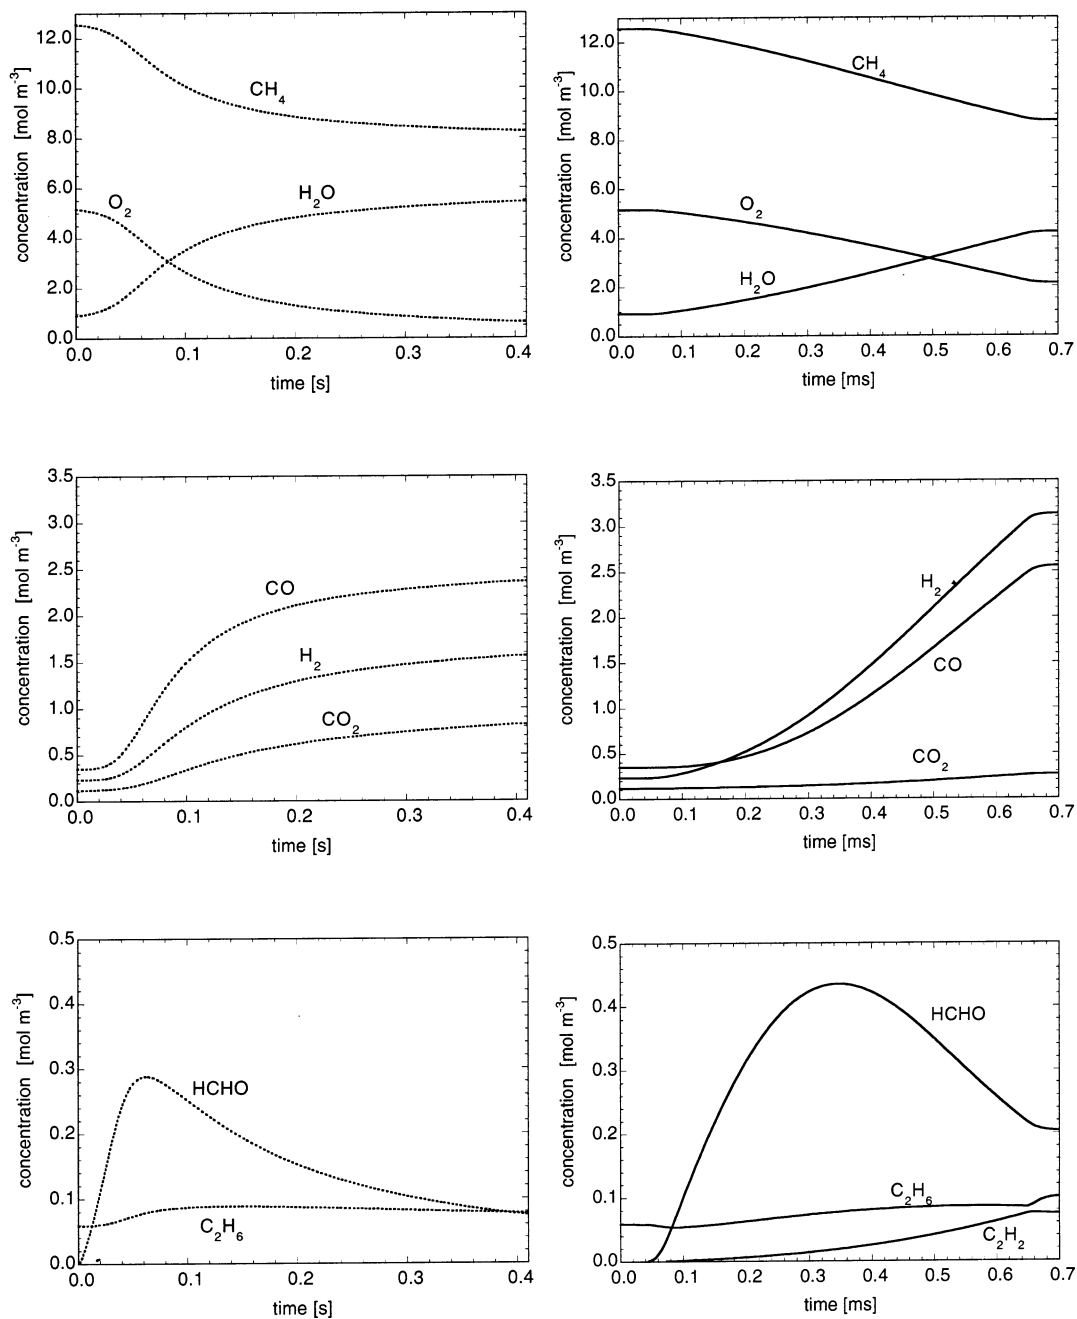 12.0
10.0
8.0
6.0
4.0
2.0
0.0
concentration [mol m⁻³]
CH₄
O₂
H₂O
0.0 0.1 0.2 0.3 0.4
time [s]
12.0
10.0
8.0
6.0
4.0
2.0
0.0
concentration [mol m⁻³]
CH₄
O₂
H₂O
0.0 0.1 0.2 0.3 0.4 0.5 0.6 0.7
time [ms]
3.5
3.0
2.5
2.0
1.5
1.0
0.5
0.0
concentration [mol m⁻³]
CO
H₂
CO₂
0.0 0.1 0.2 0.3 0.4
time [s]
3.5
3.0
2.5
2.0
1.5
1.0
0.5
0.0
concentration [mol m⁻³]
H₂
CO
CO₂
0.0 0.1 0.2 0.3 0.4 0.5 0.6 0.7
time [ms]
0.5
0.4
0.3
0.2
0.1
0.0
concentration [mol m⁻³]
HCHO
C₂H₆
0.0 0.1 0.2 0.3 0.4
time [s]
0.5
0.4
0.3
0.2
0.1
0.0
concentration [mol m⁻³]
HCHO
C₂H₆
C₂H₂
0.0 0.1 0.2 0.3 0.4 0.5 0.6 0.7
time [ms]